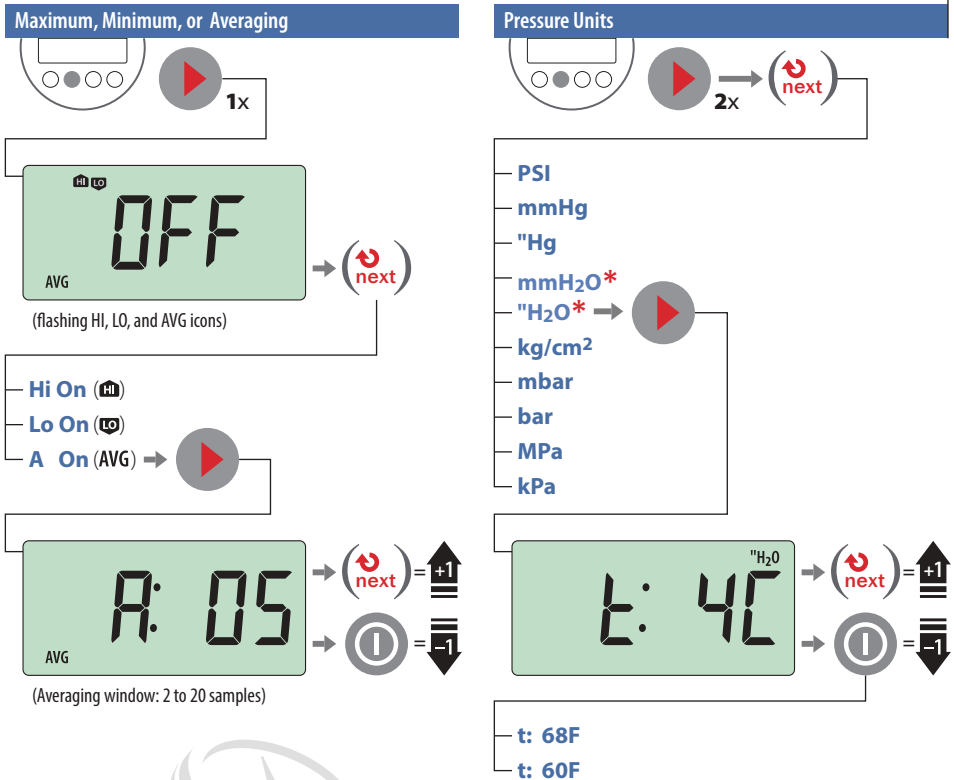 Maximum, Minimum, or Averaging
1x
HI LO
OFF
AVG
next
(flashing HI, LO, and AVG icons)
Hi On (HI)
Lo On (LO)
A On (AVG)
A: 05
AVG
next = +1
= -1
(Averaging window: 2 to 20 samples)
Pressure Units
2x
next
PSI
mmHg
"Hg
mmH2O*
"H2O*
kg/cm2
mbar
bar
MPa
kPa
"H2O
t: 4C
next = +1
= -1
t: 68F
t: 60F